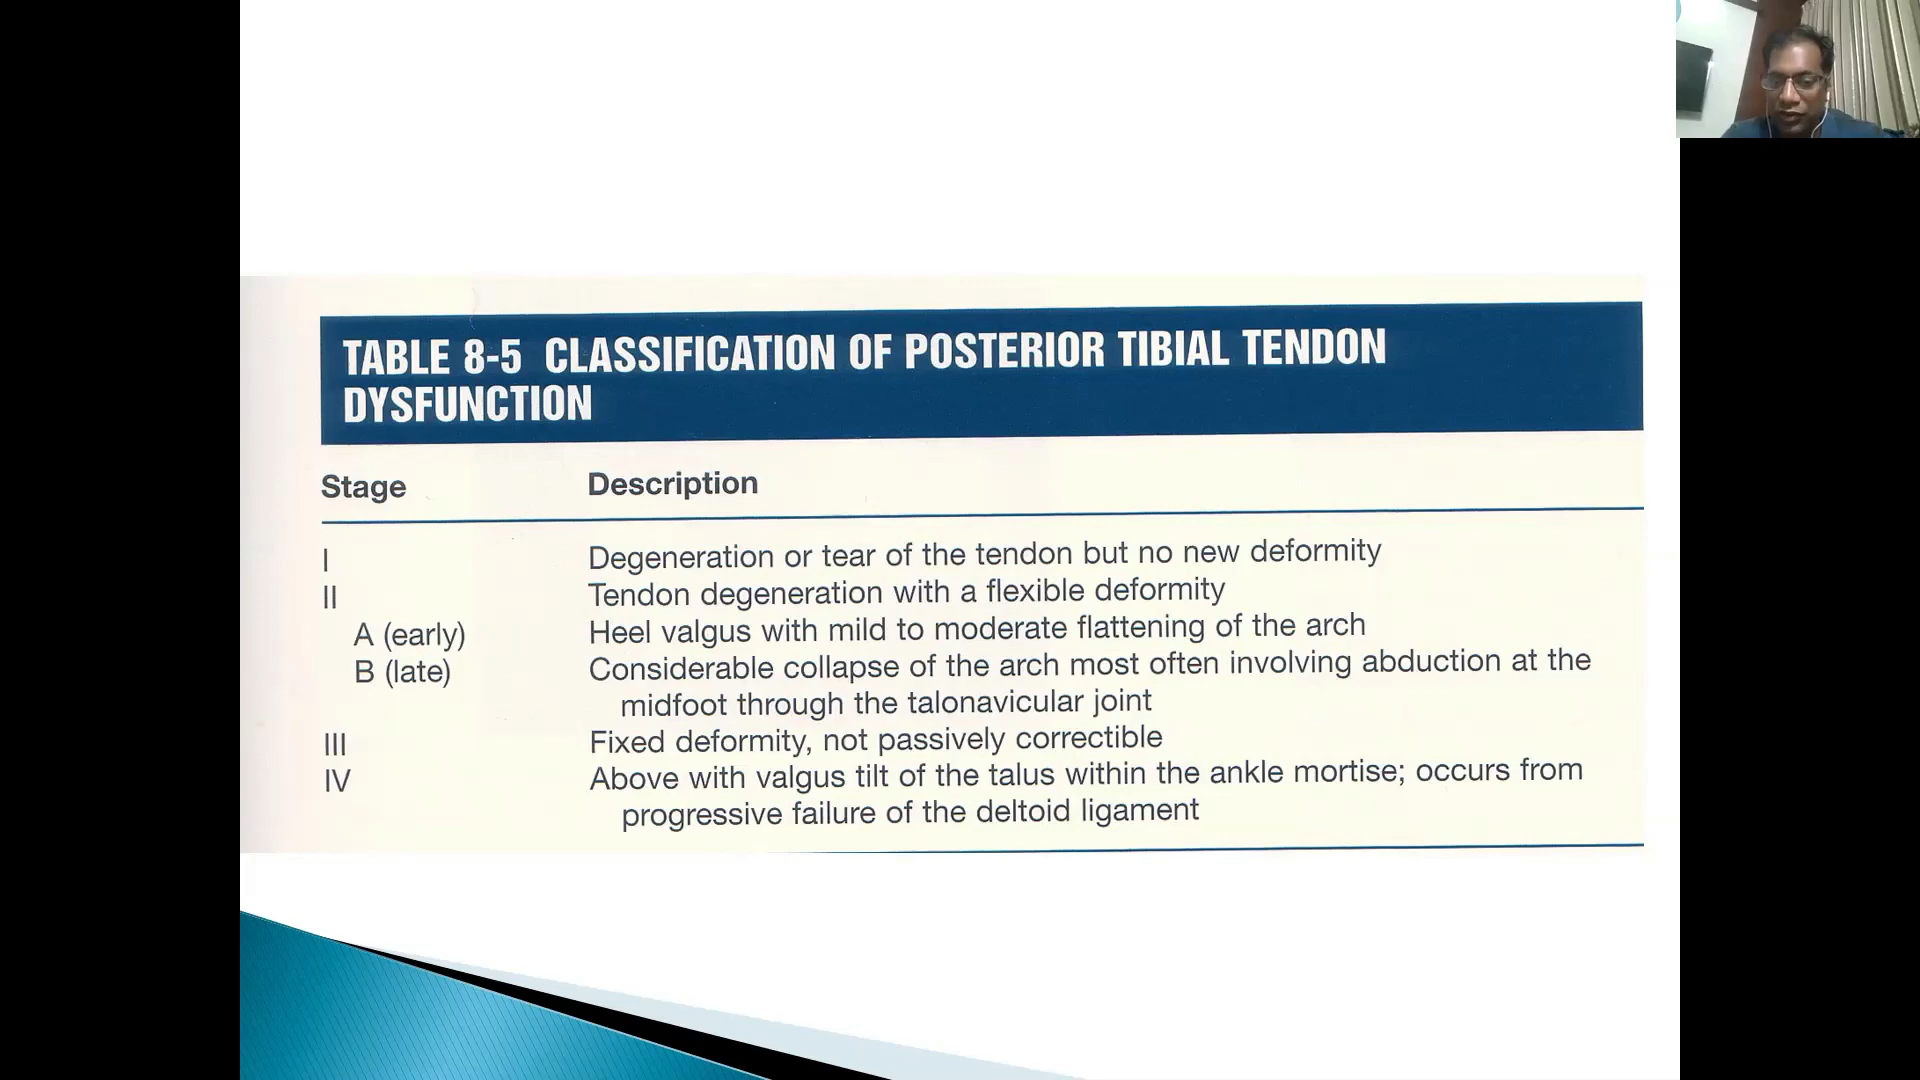 TABLE 8-5 CLASSIFICATION OF POSTERIOR TIBIAL TENDON
DYSFUNCTION
Stage Description
I Degeneration or tear of the tendon but no new deformity
II Tendon degeneration with a flexible deformity
A (early) Heel valgus with mild to moderate flattening of the arch
B (late) Considerable collapse of the arch most often involving abduction at the
midfoot through the talonavicular joint
III Fixed deformity, not passively correctible
IV Above with valgus tilt of the talus within the ankle mortise; occurs from
progressive failure of the deltoid ligament